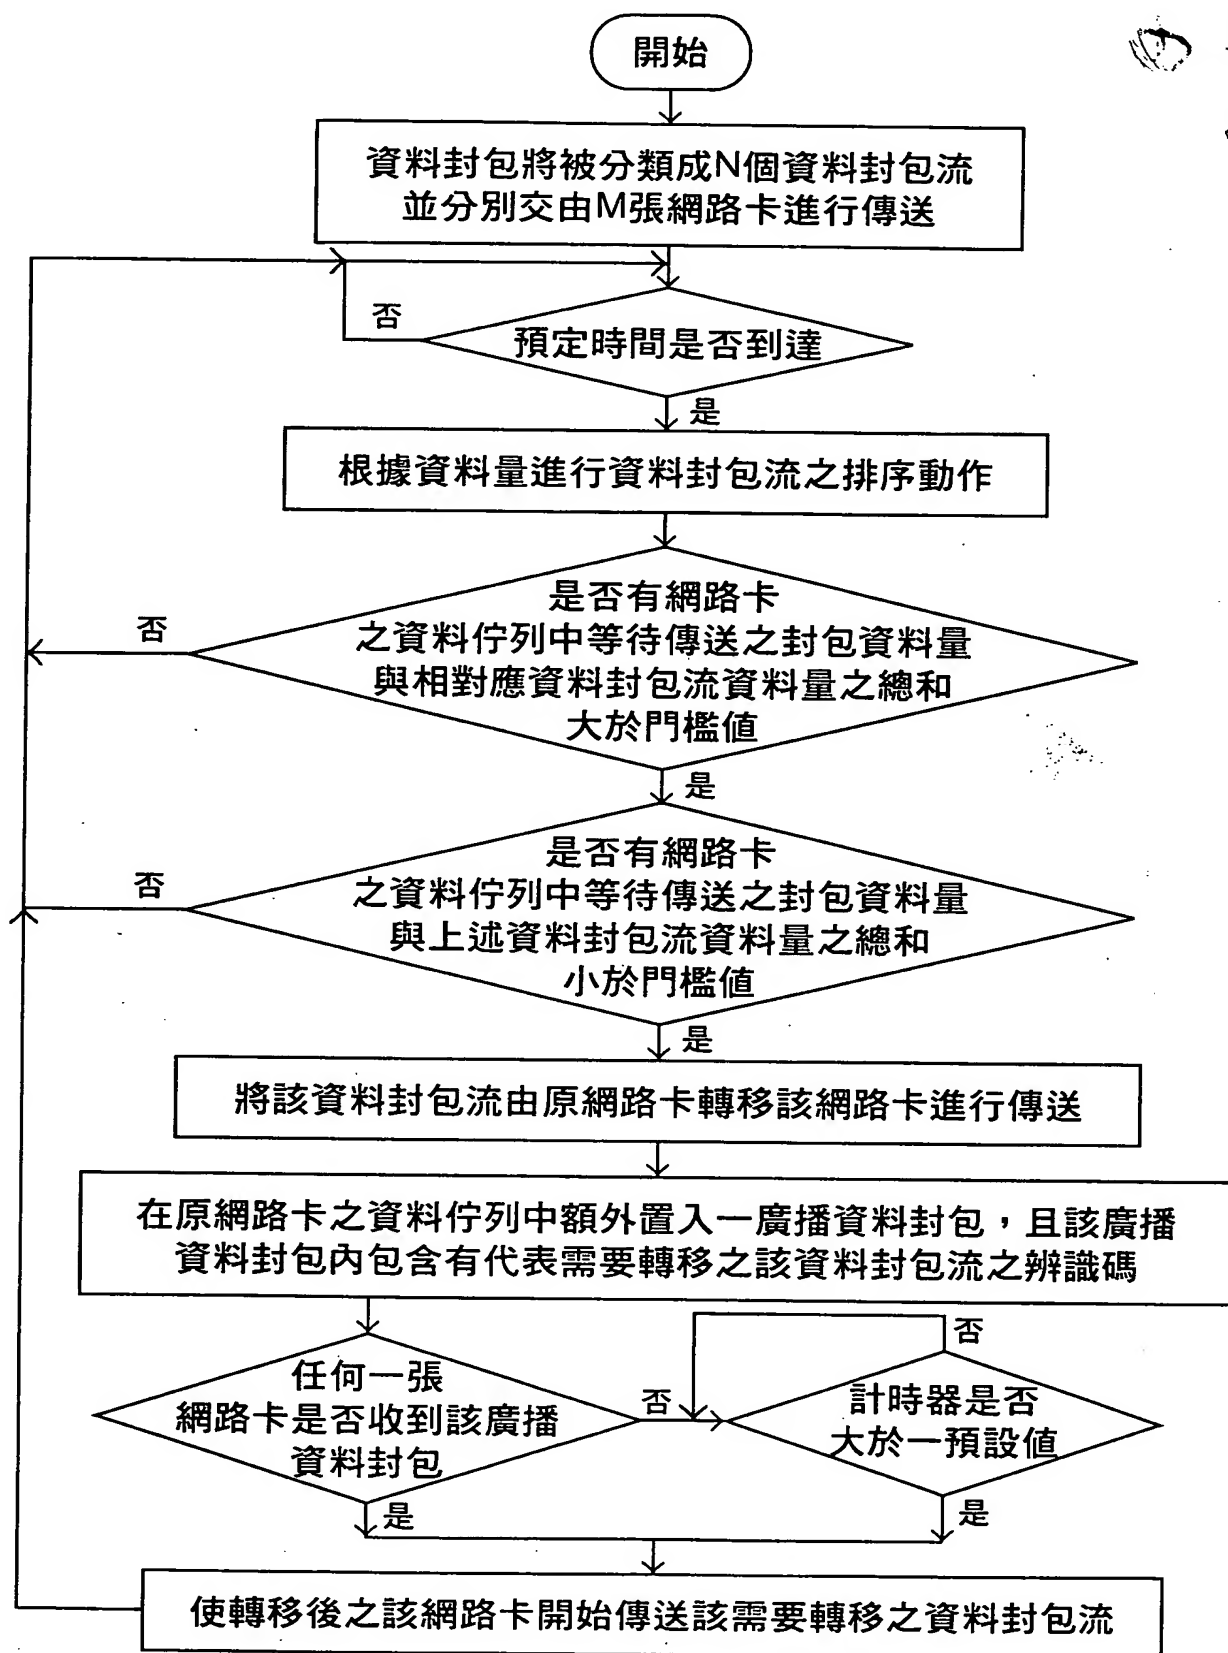 開始
資料封包將被分類成N個資料封包流
並分別交由M張網路卡進行傳送
否
預定時間是否到達
是
根據資料量進行資料封包流之排序動作
是否有網路卡
否
之資料佇列中等待傳送之封包資料量
與相對應資料封包流資料量之總和
大於門檻值
是
是否有網路卡
否
之資料佇列中等待傳送之封包資料量
與上述資料封包流資料量之總和
小於門檻值
是
將該資料封包流由原網路卡轉移該網路卡進行傳送
在原網路卡之資料佇列中額外置入一廣播資料封包，且該廣播
資料封包內包含有代表需要轉移之該資料封包流之辨識碼
任何一張
網路卡是否收到該廣播
資料封包
否
否
計時器是否
大於一預設值
是
是
使轉移後之該網路卡開始傳送該需要轉移之資料封包流